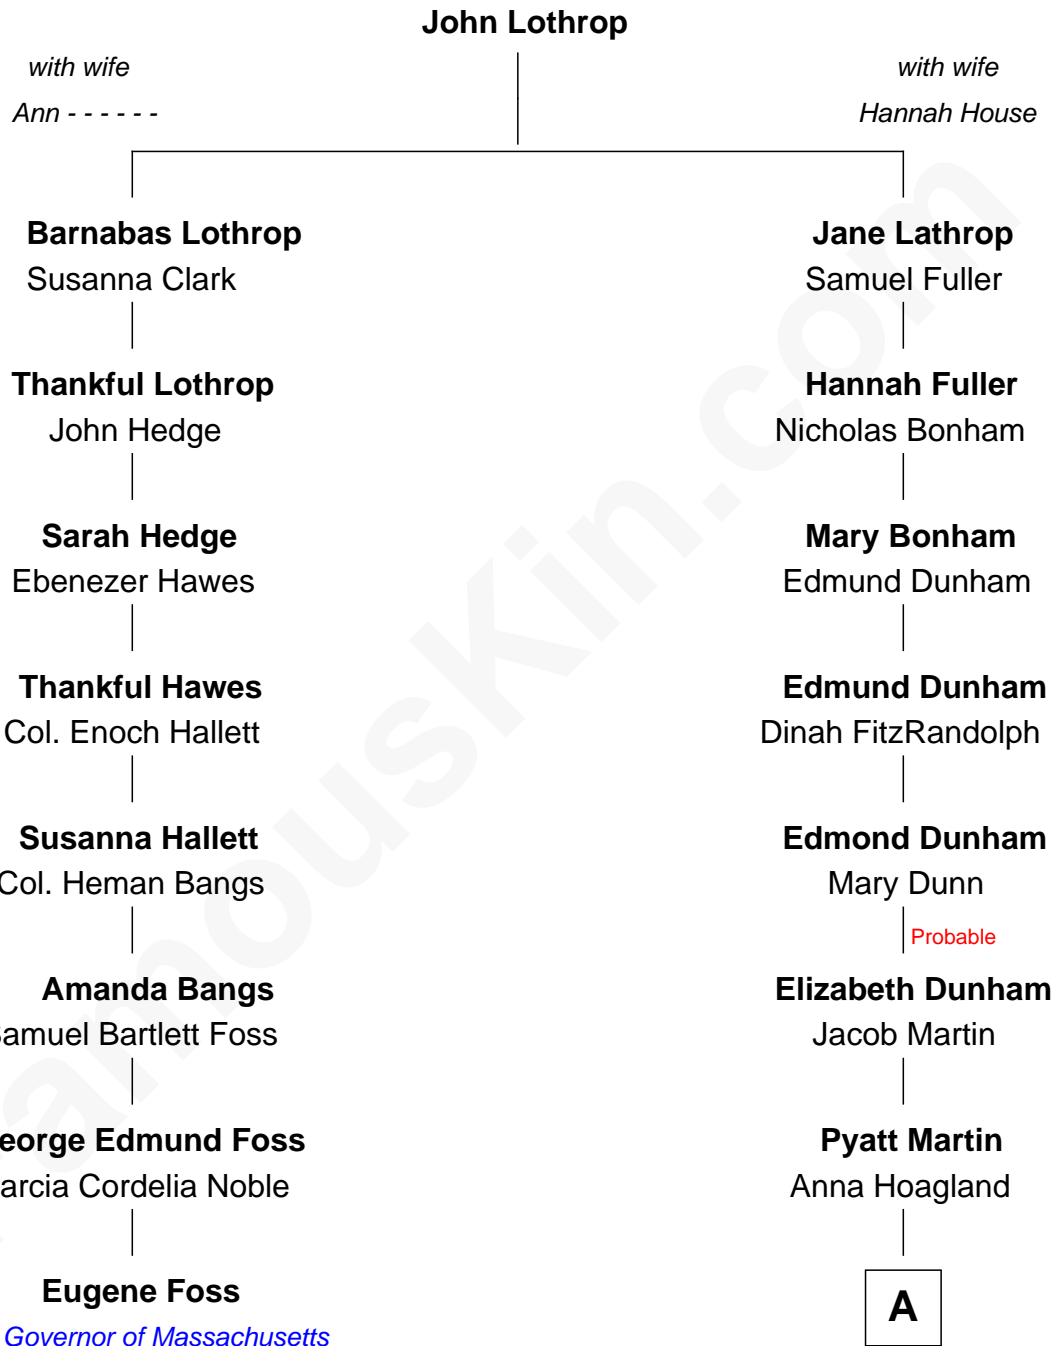 John Lothrop
with wife
Ann - - - - - -
with wife
Hannah House
Barnabas Lothrop
Susanna Clark
Jane Lathrop
Samuel Fuller
Thankful Lothrop
John Hedge
Hannah Fuller
Nicholas Bonham
Sarah Hedge
Ebenezer Hawes
Mary Bonham
Edmund Dunham
Thankful Hawes
Col. Enoch Hallett
Edmund Dunham
Dinah FitzRandolph
Susanna Hallett
Col. Heman Bangs
Edmond Dunham
Mary Dunn
Probable
Amanda Bangs
Samuel Bartlett Foss
Elizabeth Dunham
Jacob Martin
eorge Edmund Foss
arcia Cordelia Noble
Pyatt Martin
Anna Hoagland
Eugene Foss
Governor of Massachusetts
A
amouskin.com